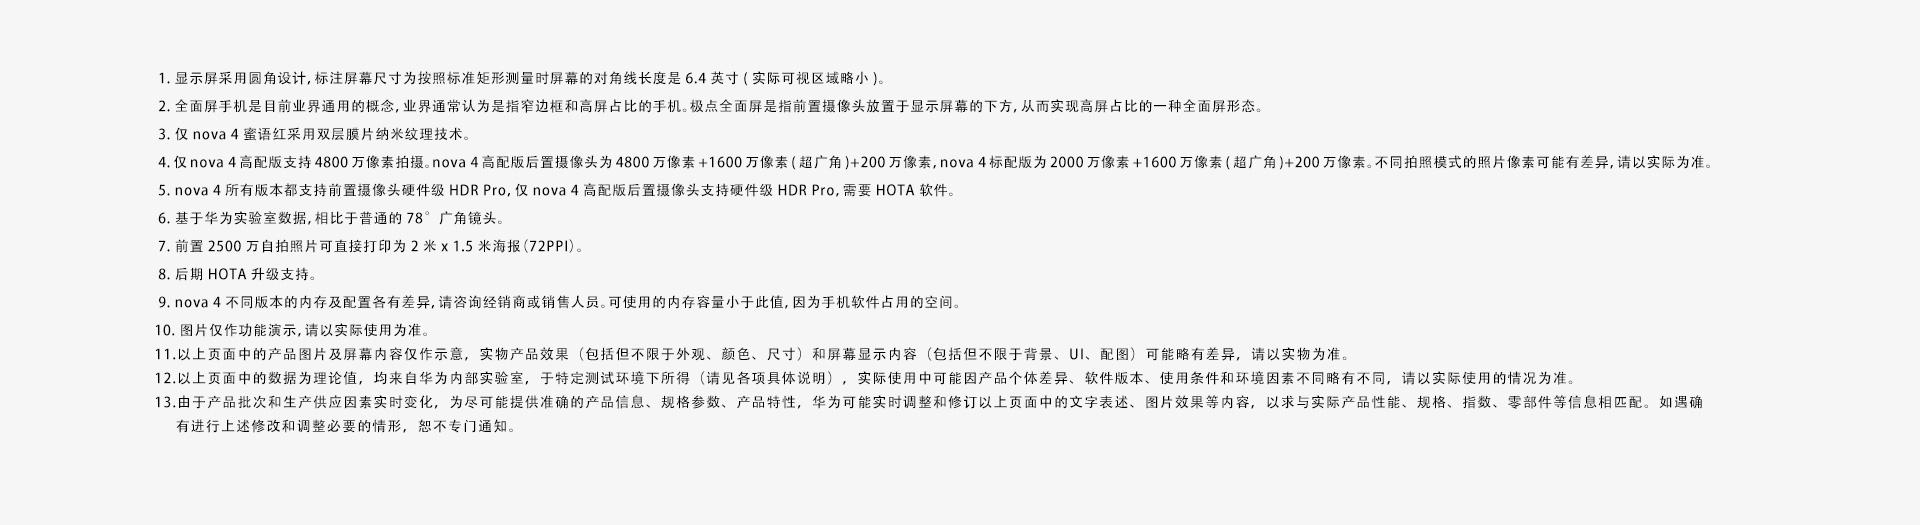 1. 显示屏采用圆角设计, 标注屏幕尺寸为按照标准矩形测量时屏幕的对角线长度是 6.4 英寸 ( 实际可视区域略小 )。
2. 全面屏手机是目前业界通用的概念, 业界通常认为是指窄边框和高屏占比的手机。极点全面屏是指前置摄像头放置于显示屏幕的下方, 从而实现高屏占比的一种全面屏形态。
3. 仅 nova 4 蜜语红采用双层膜片纳米纹理技术。
4. 仅 nova 4 高配版支持 4800 万像素拍摄。nova 4 高配版后置摄像头为 4800 万像素 +1600 万像素 ( 超广角 )+200 万像素, nova 4 标配版为 2000 万像素 +1600 万像素 ( 超广角 )+200 万像素。不同拍照模式的照片像素可能有差异, 请以实际为准。
5. nova 4 所有版本都支持前置摄像头硬件级 HDR Pro, 仅 nova 4 高配版后置摄像头支持硬件级 HDR Pro, 需要 HOTA 软件。
6. 基于华为实验室数据, 相比于普通的 78° 广角镜头。
7. 前置 2500 万自拍照片可直接打印为 2 米 x 1.5 米海报(72PPI)。
8. 后期 HOTA 升级支持。
9. nova 4 不同版本的内存及配置各有差异, 请咨询经销商或销售人员。可使用的内存容量小于此值, 因为手机软件占用的空间。
10. 图片仅作功能演示, 请以实际使用为准。
11.以上页面中的产品图片及屏幕内容仅作示意，实物产品效果（包括但不限于外观、颜色、尺寸）和屏幕显示内容（包括但不限于背景、UI、配图）可能略有差异，请以实物为准。
12.以上页面中的数据为理论值，均来自华为内部实验室，于特定测试环境下所得（请见各项具体说明），实际使用中可能因产品个体差异、软件版本、使用条件和环境因素不同略有不同，请以实际使用的情况为准。
13.由于产品批次和生产供应因素实时变化，为尽可能提供准确的产品信息、规格参数、产品特性，华为可能实时调整和修订以上页面中的文字表述、图片效果等内容，以求与实际产品性能、规格、指数、零部件等信息相匹配。如遇确
有进行上述修改和调整必要的情形，恕不专门通知。